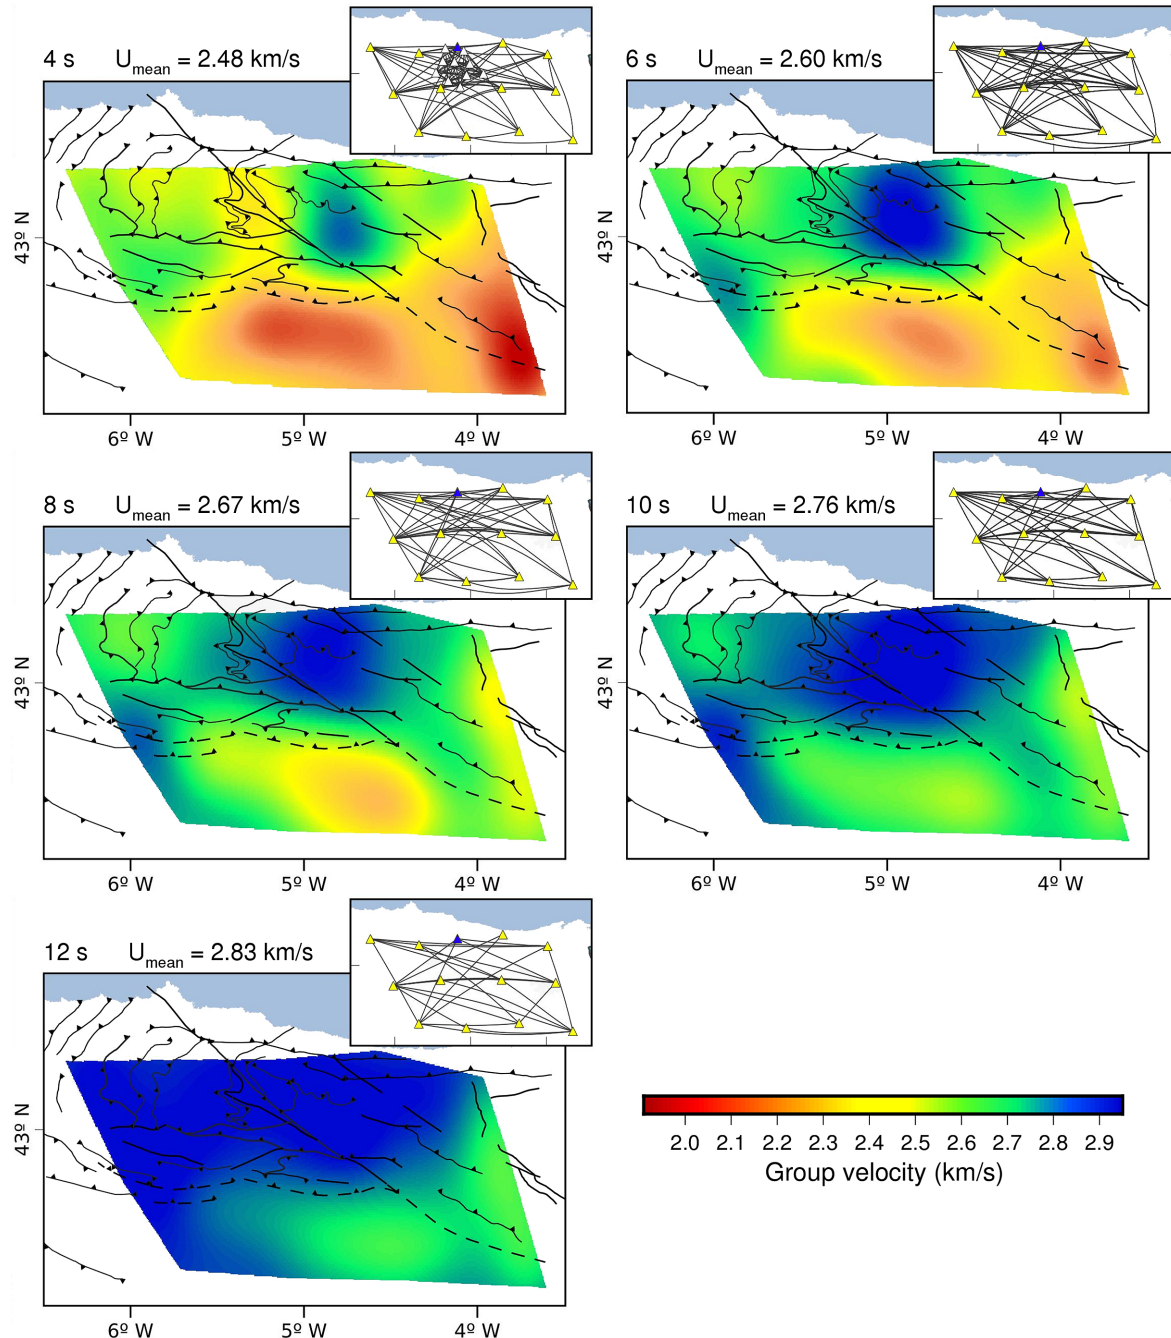 4 s U_mean = 2.48 km/s
6 s U_mean = 2.60 km/s
43º N
43º N
6º W 5º W 4º W
6º W 5º W 4º W
8 s U_mean = 2.67 km/s
10 s U_mean = 2.76 km/s
43º N
43º N
6º W 5º W 4º W
6º W 5º W 4º W
12 s U_mean = 2.83 km/s
43º N
6º W 5º W 4º W
2.0 2.1 2.2 2.3 2.4 2.5 2.6 2.7 2.8 2.9
Group velocity (km/s)